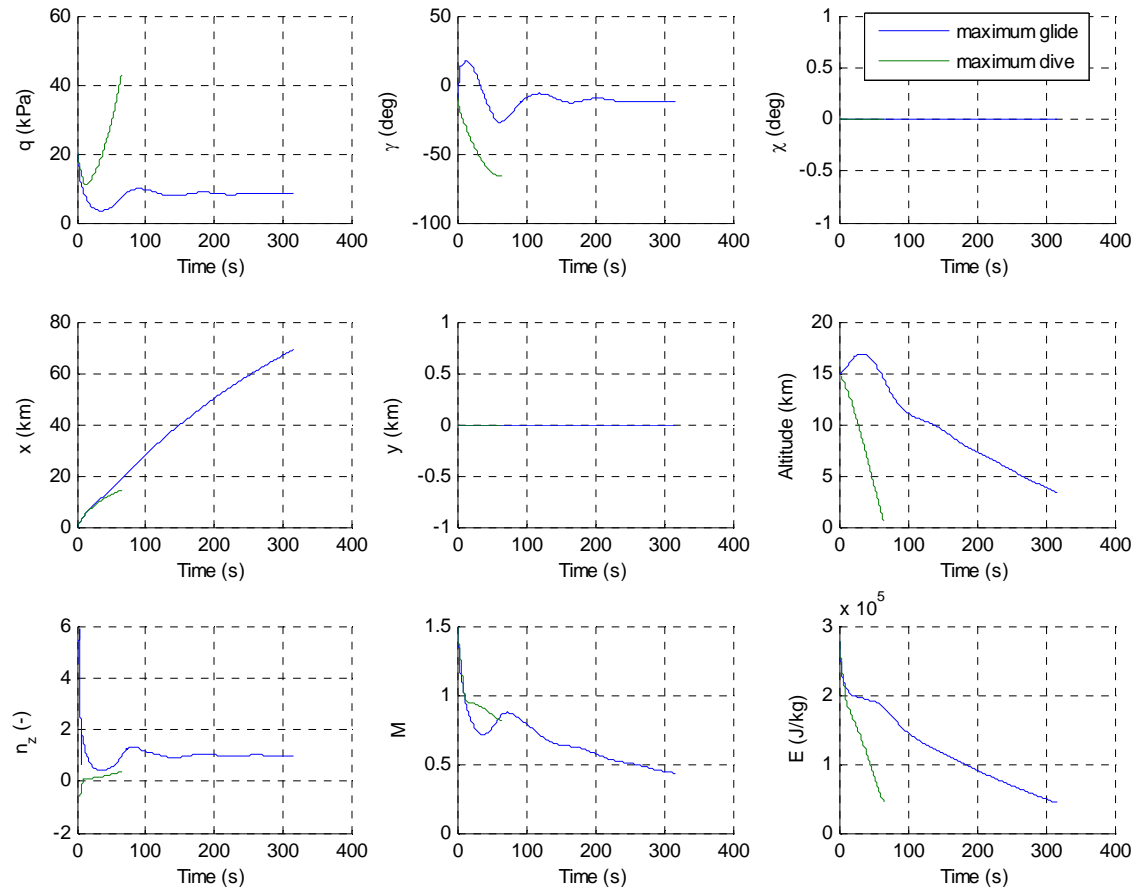 60
40
20
0
q (kPa)
0 100 200 300 400
Time (s)
50
0
-50
-100
γ (deg)
0 100 200 300 400
Time (s)
1
0.5
0
-0.5
-1
χ (deg)
0 100 200 300 400
Time (s)
maximum glide
maximum dive
80
60
40
20
0
x (km)
0 100 200 300 400
Time (s)
1
0.5
0
-0.5
-1
y (km)
0 100 200 300 400
Time (s)
20
15
10
5
0
Altitude (km)
0 100 200 300 400
Time (s)
6
4
2
0
-2
n_z (-)
0 100 200 300 400
Time (s)
1.5
1
0.5
0
M
0 100 200 300 400
Time (s)
x 10^5
3
2
1
0
E (J/kg)
0 100 200 300 400
Time (s)